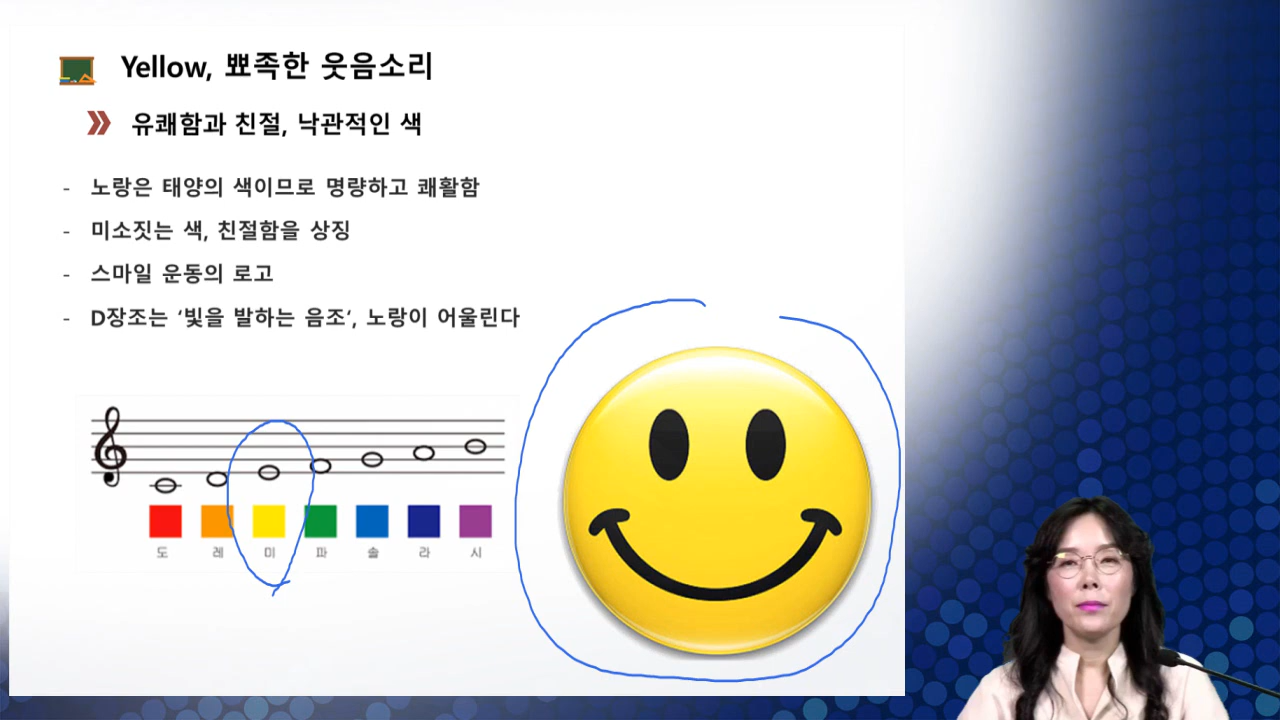 Yellow, 뾰족한 웃음소리
유쾌함과 친절, 낙관적인 색
- 노랑은 태양의 색이므로 명량하고 쾌활함
- 미소짓는 색, 친절함을 상징
- 스마일 운동의 로고
- D장조는 ‘빛을 발하는 음조‘, 노랑이 어울린다
도 레 미 파 솔 라 시